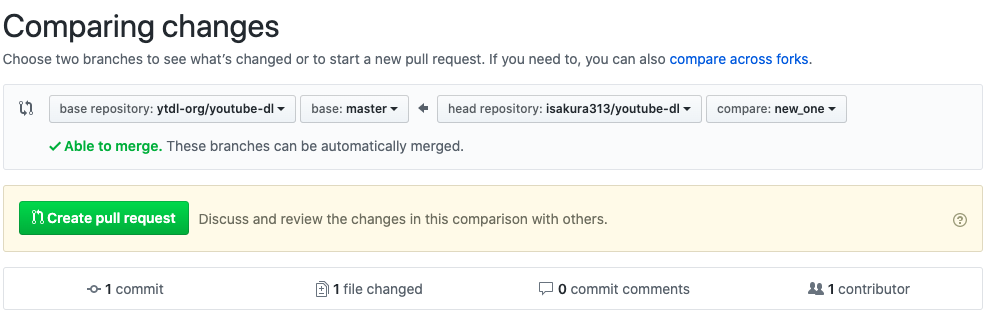 Comparing changes
Choose two branches to see what's changed or to start a new pull request. If you need to, you can also compare across forks.
base repository: ytdl-org/youtube-dl base: master head repository: isakura313/youtube-dl compare: new_one
Able to merge. These branches can be automatically merged.
Create pull request Discuss and review the changes in this comparison with others.
1 commit 1 file changed 0 commit comments 1 contributor